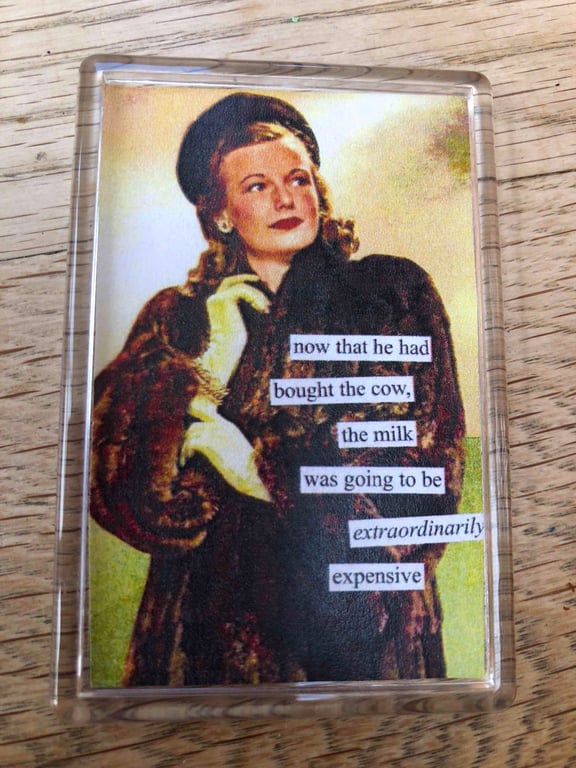 now that he had
bought the cow,
the milk
was going to be
extraordinarily
expensive